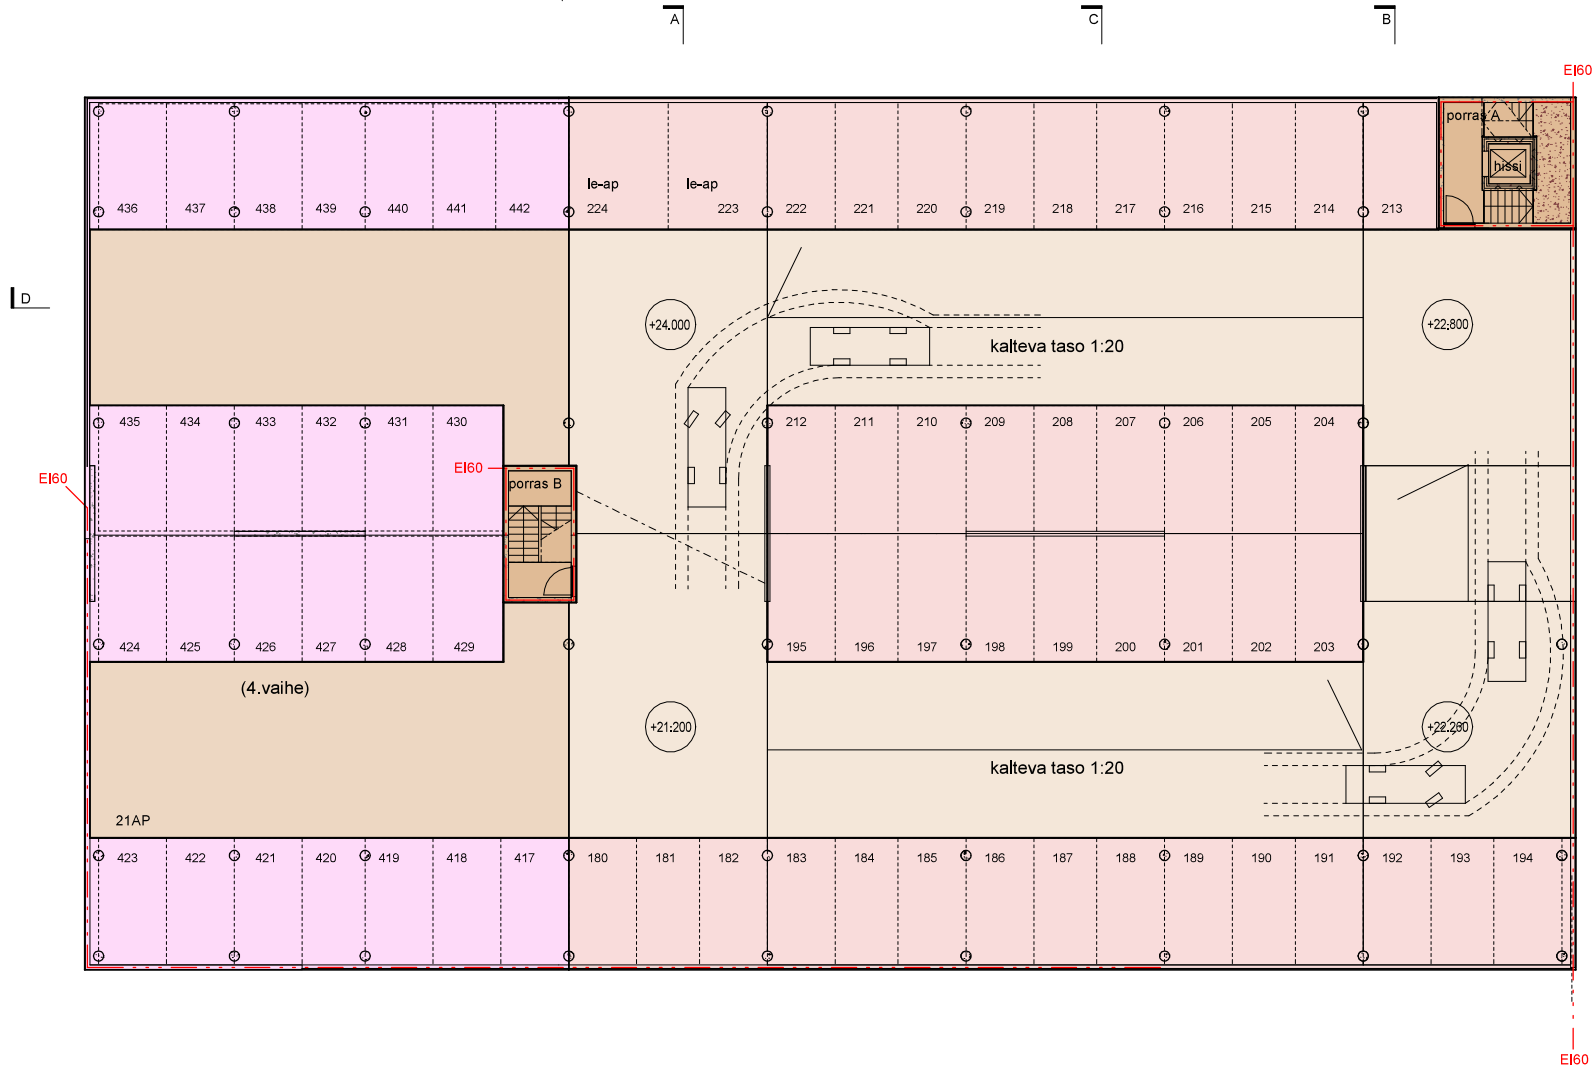 A
C
B
EI60
porras A
hissi
le-ap
le-ap
436 437 438 439 440 441 442 224 223 222 221 220 219 218 217 216 215 214 213
D
+24.000
+22.800
kalteva taso 1:20
435 434 433 432 431 430 212 211 210 209 208 207 206 205 204
EI60
EI60
porras B
424 425 426 427 428 429 195 196 197 198 199 200 201 202 203
(4.vaihe)
+21.200
+22.200
kalteva taso 1:20
21AP
423 422 421 420 419 418 417 180 181 182 183 184 185 186 187 188 189 190 191 192 193 194
EI60